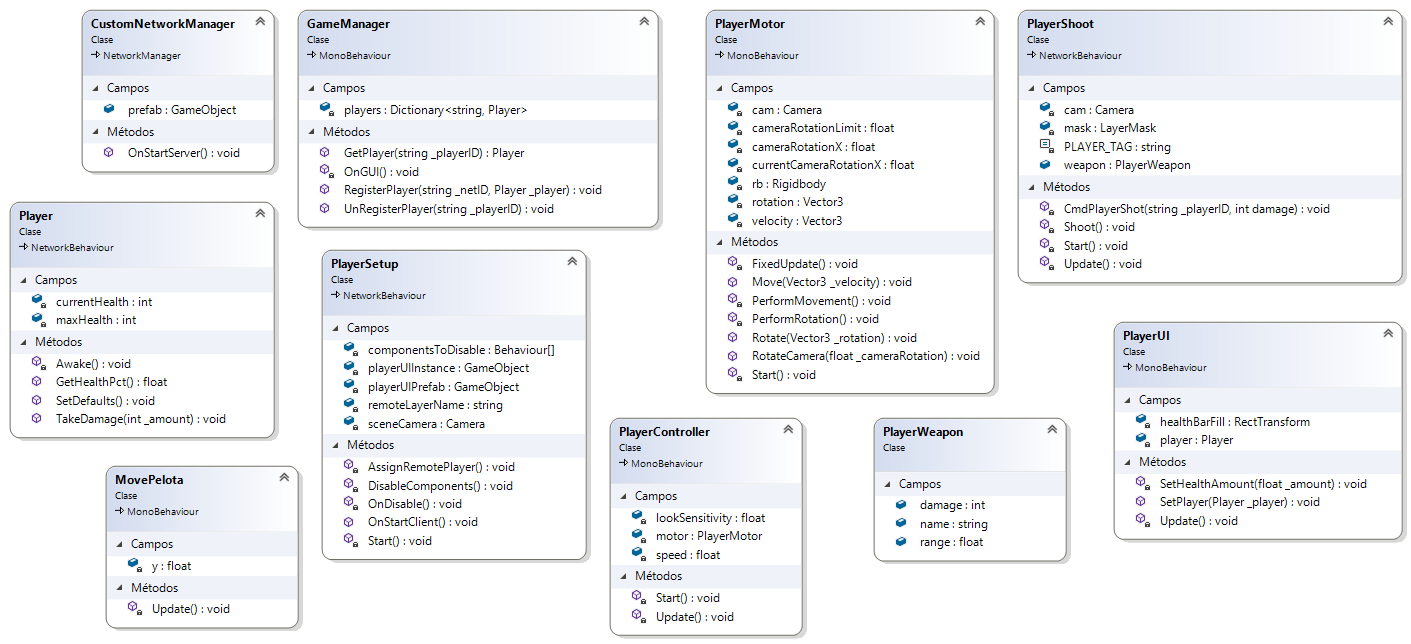 CustomNetworkManager
Clase
NetworkManager
Campos
prefab : GameObject
Métodos
OnStartServer() : void
GameManager
Clase
MonoBehaviour
Campos
players : Dictionary<string, Player>
Métodos
GetPlayer(string _playerID) : Player
OnGUI() : void
RegisterPlayer(string _netID, Player _player) : void
UnRegisterPlayer(string _playerID) : void
PlayerMotor
Clase
MonoBehaviour
Campos
cam : Camera
cameraRotationLimit : float
cameraRotationX : float
currentCameraRotationX : float
rb : Rigidbody
rotation : Vector3
velocity : Vector3
Métodos
FixedUpdate() : void
Move(Vector3 _velocity) : void
PerformMovement() : void
PerformRotation() : void
Rotate(Vector3 _rotation) : void
RotateCamera(float _cameraRotation) : void
Start() : void
PlayerShoot
Clase
NetworkBehaviour
Campos
cam : Camera
mask : LayerMask
PLAYER_TAG : string
weapon : PlayerWeapon
Métodos
CmdPlayerShot(string _playerID, int damage) : void
Shoot() : void
Start() : void
Update() : void
Player
Clase
NetworkBehaviour
Campos
currentHealth : int
maxHealth : int
Métodos
Awake() : void
GetHealthPct() : float
SetDefaults() : void
TakeDamage(int _amount) : void
PlayerSetup
Clase
NetworkBehaviour
Campos
componentsToDisable : Behaviour[]
playerUIInstance : GameObject
playerUIPrefab : GameObject
remoteLayerName : string
sceneCamera : Camera
Métodos
AssignRemotePlayer() : void
DisableComponents() : void
OnDisable() : void
OnStartClient() : void
Start() : void
PlayerUI
Clase
MonoBehaviour
Campos
healthBarFill : RectTransform
player : Player
Métodos
SetHealthAmount(float _amount) : void
SetPlayer(Player _player) : void
Update() : void
MovePelota
Clase
MonoBehaviour
Campos
y : float
Métodos
Update() : void
PlayerController
Clase
MonoBehaviour
Campos
lookSensitivity : float
motor : PlayerMotor
speed : float
Métodos
Start() : void
Update() : void
PlayerWeapon
Clase
Campos
damage : int
name : string
range : float